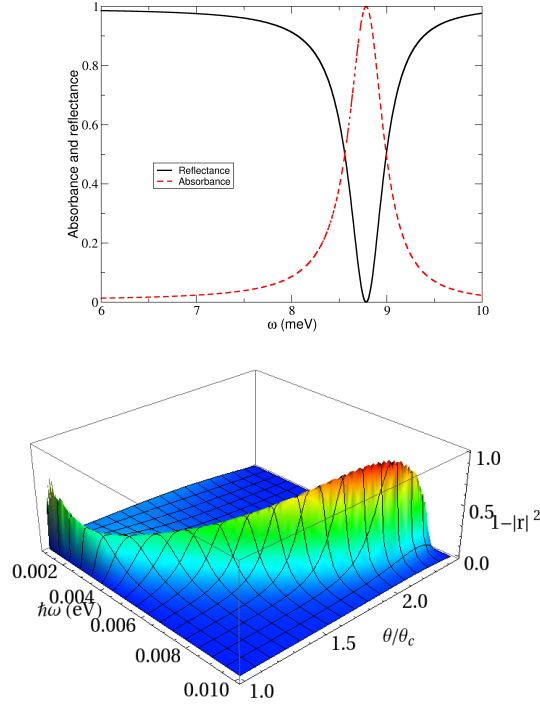 1
0.8
0.6
0.4
0.2
0
Absorbance and reflectance
Reflectance
Absorbance
6 7 8 9 10
ω (meV)
1.0
0.5
0.0
1−|r|²
0.002
0.004
0.006
0.008
0.010
ħω (eV)
1.0
1.5
2.0
θ/θc